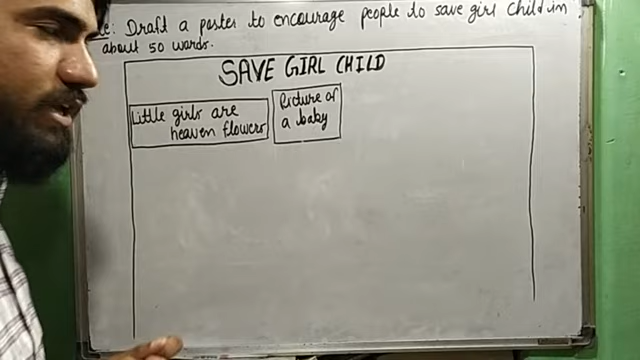 : Draft a poster to encourage people to save girl child in
about 50 words.
SAVE GIRL CHILD
Little girls are
heaven flowers
Picture of
a baby